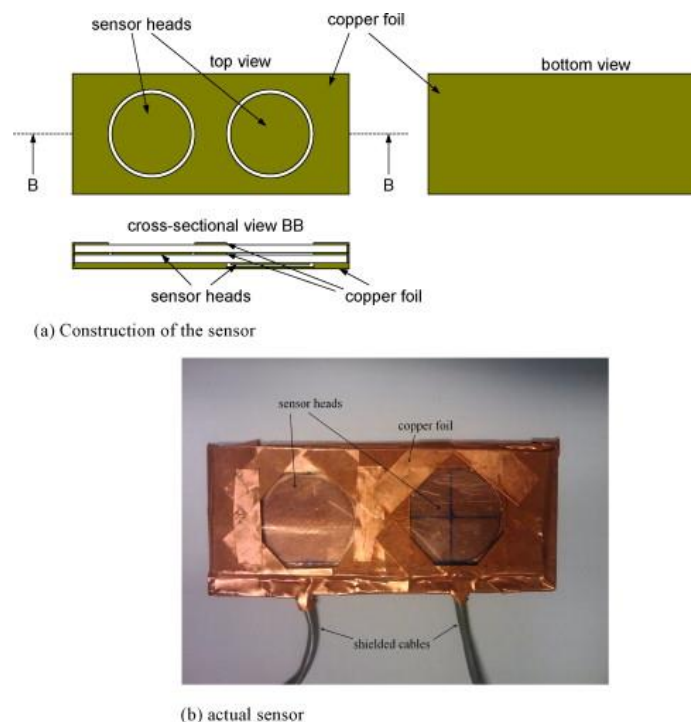 sensor heads
copper foil
top view
bottom view
B
B
cross-sectional view BB
sensor heads
copper foil
(a) Construction of the sensor
sensor heads
copper foil
shielded cables
(b) actual sensor